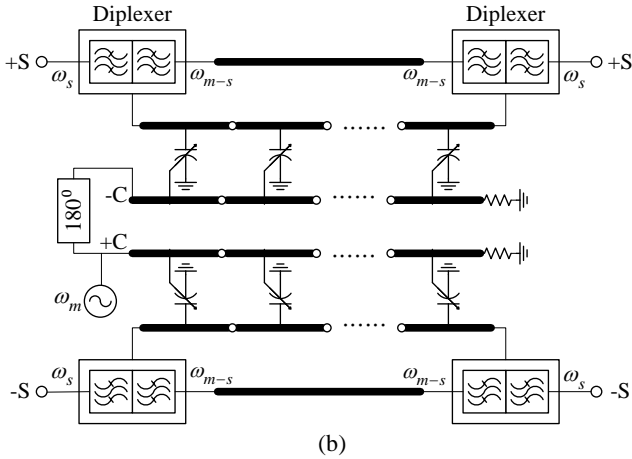 Diplexer Diplexer
+S ω_s ω_{m-s} ω_{m-s} ω_s +S
......
180⁰ -C ......
+C ......
ω_m
......
-S ω_s ω_{m-s} ω_{m-s} ω_s -S
(b)